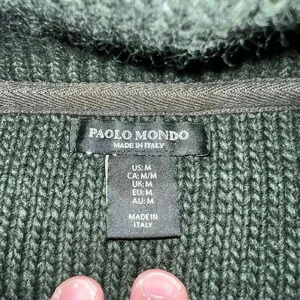 PAOLO MONDO
MADE IN ITALY
US: M
CA: M/M
UK: M
EU: M
AU: M
MADE IN
ITALY